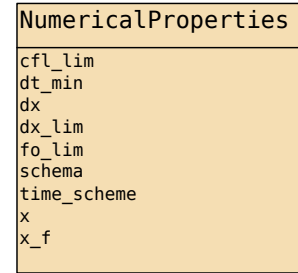 NumericalProperties
cfl_lim
dt_min
dx
dx_lim
fo_lim
schema
time_scheme
x
x_f